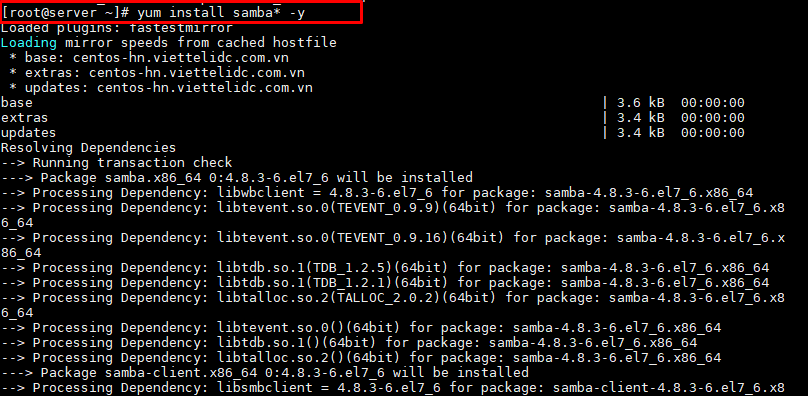 [root@server ~]# yum install samba* -y
Loaded plugins: fastestmirror
Loading mirror speeds from cached hostfile
 * base: centos-hn.viettelidc.com.vn
 * extras: centos-hn.viettelidc.com.vn
 * updates: centos-hn.viettelidc.com.vn
base | 3.6 kB 00:00:00
extras | 3.4 kB 00:00:00
updates | 3.4 kB 00:00:00
Resolving Dependencies
--> Running transaction check
---> Package samba.x86_64 0:4.8.3-6.el7_6 will be installed
--> Processing Dependency: libwbclient = 4.8.3-6.el7_6 for package: samba-4.8.3-6.el7_6.x86_64
--> Processing Dependency: libtevent.so.0(TEVENT_0.9.9)(64bit) for package: samba-4.8.3-6.el7_6.x8
6_64
--> Processing Dependency: libtevent.so.0(TEVENT_0.9.16)(64bit) for package: samba-4.8.3-6.el7_6.x
86_64
--> Processing Dependency: libtdb.so.1(TDB_1.2.5)(64bit) for package: samba-4.8.3-6.el7_6.x86_64
--> Processing Dependency: libtdb.so.1(TDB_1.2.1)(64bit) for package: samba-4.8.3-6.el7_6.x86_64
--> Processing Dependency: libtalloc.so.2(TALLOC_2.0.2)(64bit) for package: samba-4.8.3-6.el7_6.x8
6_64
--> Processing Dependency: libtevent.so.0()(64bit) for package: samba-4.8.3-6.el7_6.x86_64
--> Processing Dependency: libtdb.so.1()(64bit) for package: samba-4.8.3-6.el7_6.x86_64
--> Processing Dependency: libtalloc.so.2()(64bit) for package: samba-4.8.3-6.el7_6.x86_64
---> Package samba-client.x86_64 0:4.8.3-6.el7_6 will be installed
--> Processing Dependency: libsmbclient = 4.8.3-6.el7_6 for package: samba-client-4.8.3-6.el7_6.x8